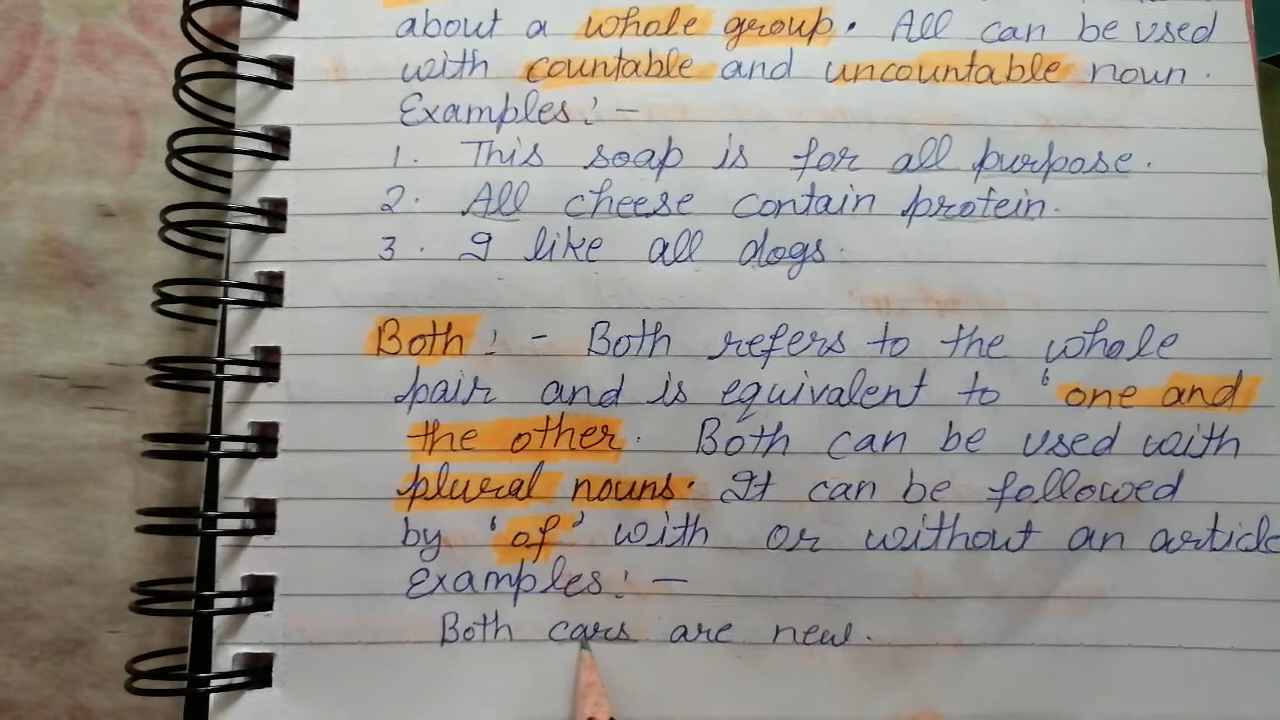 about a whole group. All can be used
with countable and uncountable noun.
Examples:-
1. This soap is for all purpose.
2. All cheese contain protein.
3. I like all dogs.
Both:- Both refers to the whole
pair and is equivalent to 'one and
the other. Both can be used with
plural nouns. It can be followed
by 'of' with or without an article
Examples:-
Both cars are new.